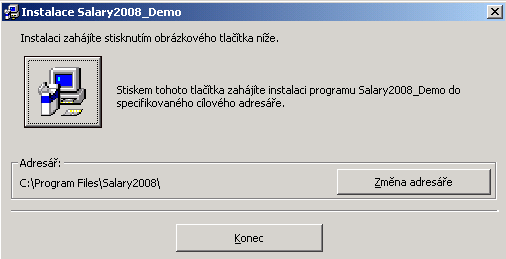 Instalace Salary2008_Demo
Instalaci zahájíte stisknutím obrázkového tlačítka níže.
Stiskem tohoto tlačítka zahájíte instalaci programu Salary2008_Demo do
specifikovaného cílového adresáře.
Adresář:
C:\Program Files\Salary2008\
Změna adresáře
Konec